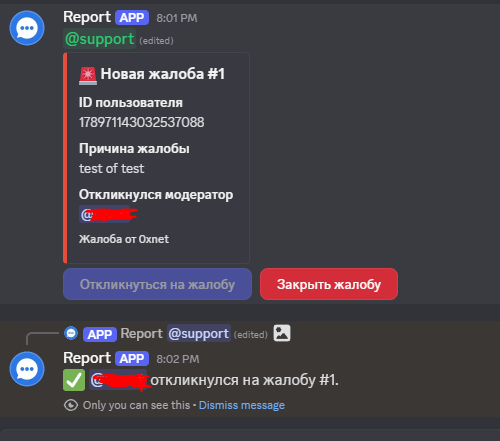 Report APP 8:01 PM
@support (edited)
Новая жалоба #1
ID пользователя
178971143032537088
Причина жалобы
test of test
Откликнулся модератор
@
Жалоба от 0xnet
Откликнуться на жалобу
Закрыть жалобу
APP Report @support (edited)
Report APP 8:02 PM
@ откликнулся на жалобу #1.
Only you can see this • Dismiss message